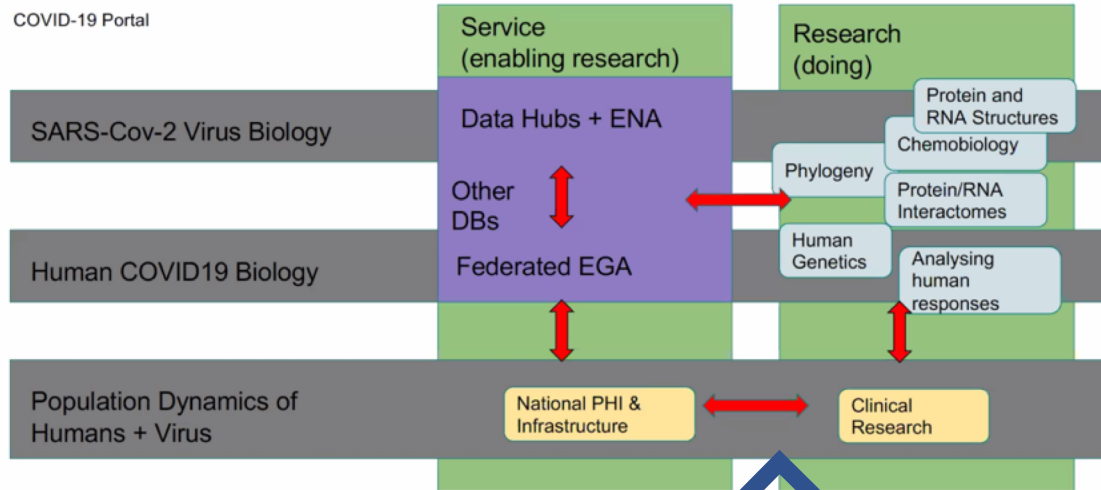 COVID-19 Portal
Service
(enabling research)
Research
(doing)
SARS-Cov-2 Virus Biology
Data Hubs + ENA
Protein and
RNA Structures
Chemobiology
Phylogeny
Other
DBs
Protein/RNA
Interactomes
Human COVID19 Biology
Federated EGA
Human
Genetics
Analysing
human
responses
Population Dynamics of
Humans + Virus
National PHI &
Infrastructure
Clinical
Research